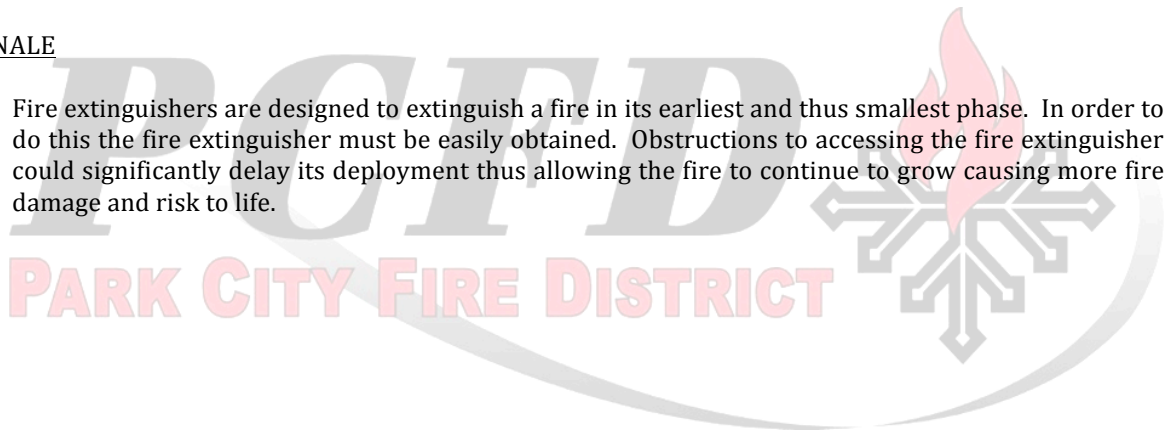 NALE
Fire extinguishers are designed to extinguish a fire in its earliest and thus smallest phase. In order to
do this the fire extinguisher must be easily obtained. Obstructions to accessing the fire extinguisher
could significantly delay its deployment thus allowing the fire to continue to grow causing more fire
damage and risk to life.
PCFD
PARK CITY FIRE DISTRICT